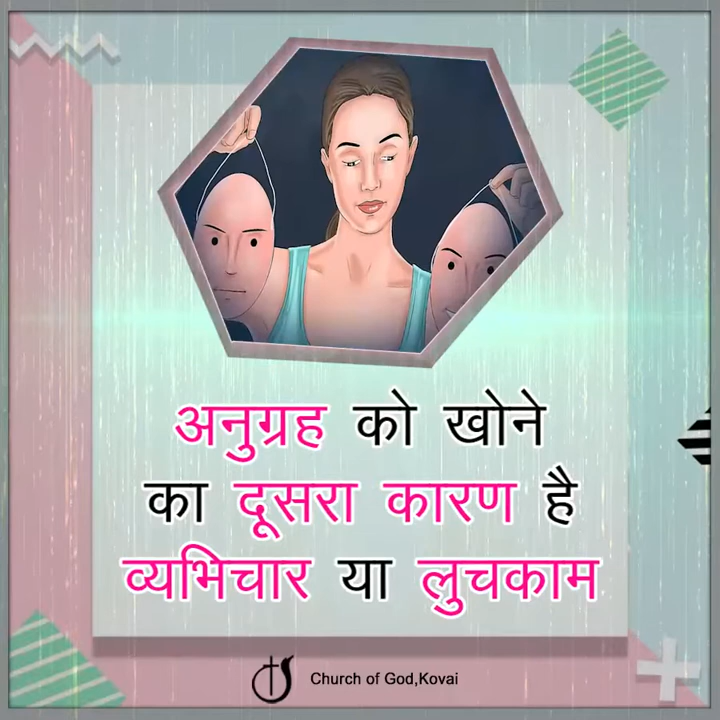 अनुग्रह को खोने
का दूसरा कारण है
व्यभिचार या लुचकाम
Church of God,Kovai